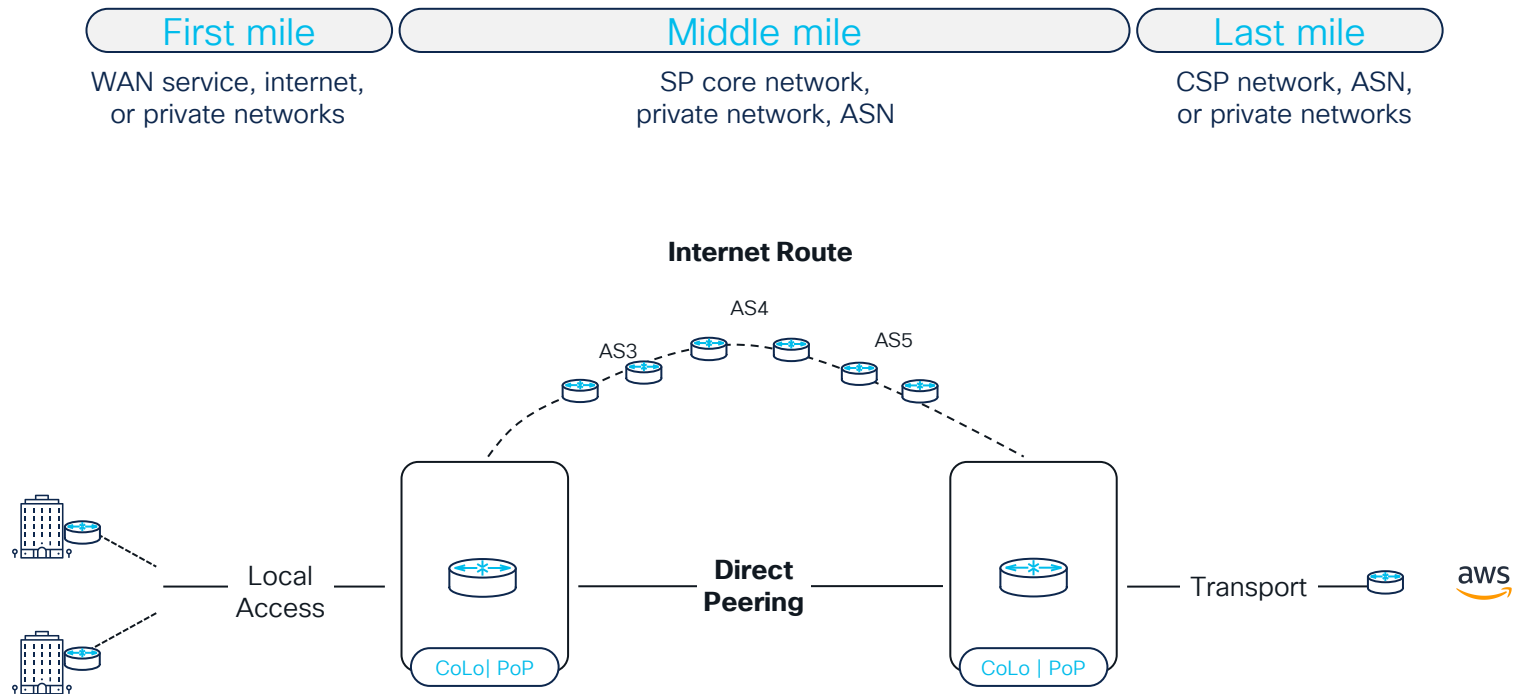 First mile
Middle mile
Last mile
WAN service, internet,
or private networks
SP core network,
private network, ASN
CSP network, ASN,
or private networks
Internet Route
AS4
AS3
AS5
Local
Access
Direct
Peering
Transport
aws
CoLo| PoP
CoLo | PoP